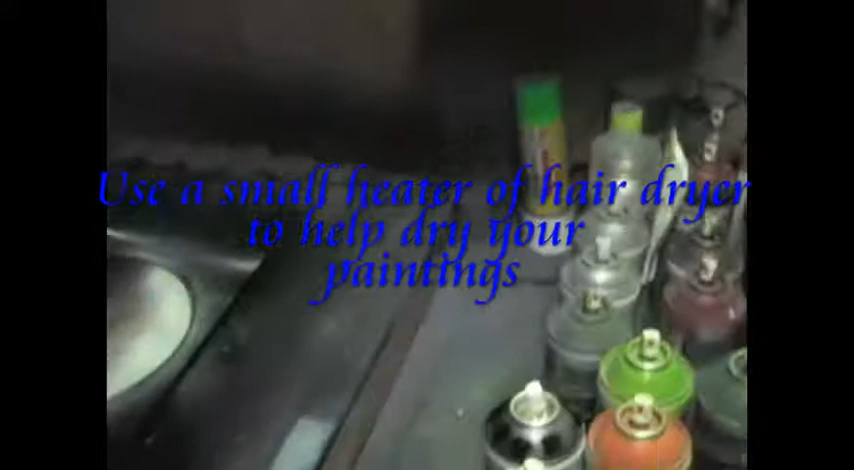 Use a small heater of hair dryer
to help dry your
paintings